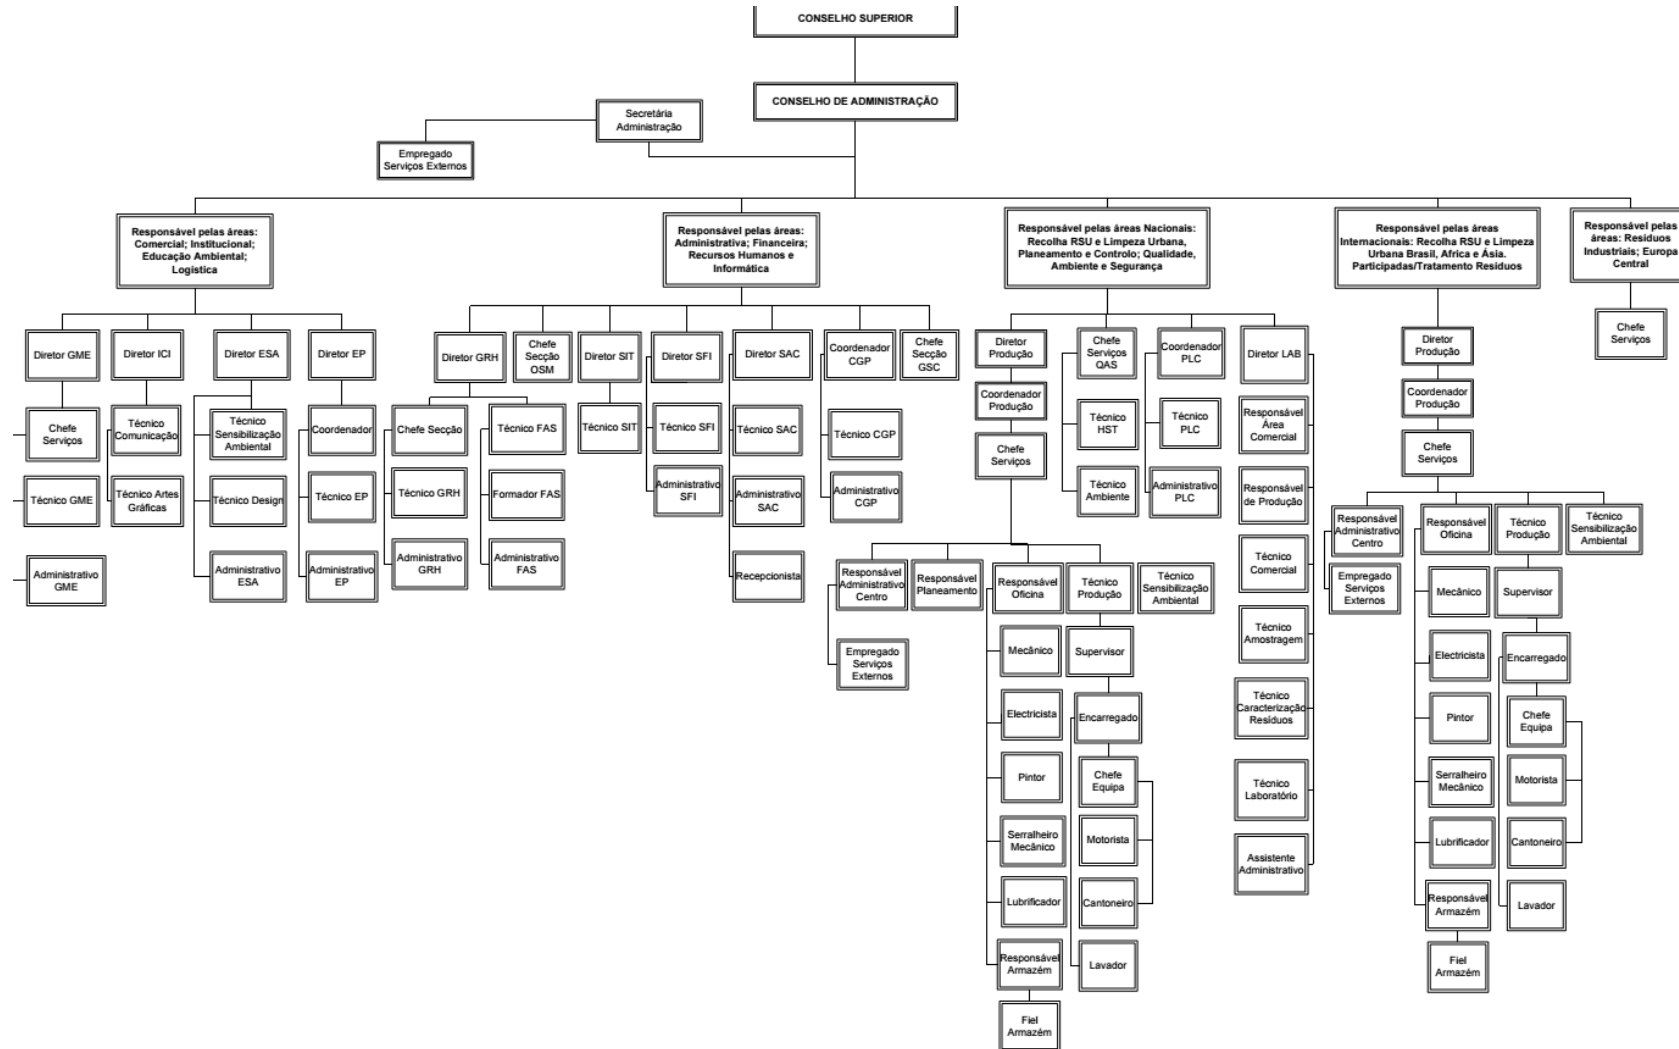 CONSELHO SUPERIOR
CONSELHO DE ADMINISTRAÇÃO
Secretária
Administração
Empregado
Serviços Externos
Responsável pelas áreas:
Comercial; Institucional;
Educação Ambiental;
Logística
Responsável pelas áreas:
Administrativa; Financeira;
Recursos Humanos e
Informática
Responsável pelas áreas Nacionais:
Recolha RSU e Limpeza Urbana,
Planeamento e Controlo; Qualidade,
Ambiente e Segurança
Responsável pelas áreas
Internacionais: Recolha RSU e Limpeza
Urbana Brasil, Africa e Ásia.
Participadas/Tratamento Resíduos
Responsável pelas
áreas: Resíduos
Industriais; Europa
Central
Diretor GME
Chefe
Serviços
Técnico GME
Administrativo
GME
Diretor ICI
Técnico
Comunicação
Técnico Artes
Gráficas
Diretor ESA
Técnico
Sensibilização
Ambiental
Técnico Design
Administrativo
ESA
Diretor EP
Coordenador
Técnico EP
Administrativo
EP
Diretor GRH
Chefe Secção
Técnico GRH
Administrativo
GRH
Técnico FAS
Formador FAS
Administrativo
FAS
Chefe
Secção
OSM
Diretor SIT
Técnico SIT
Diretor SFI
Técnico SFI
Administrativo
SFI
Diretor SAC
Técnico SAC
Administrativo
SAC
Recepcionista
Coordenador
CGP
Técnico CGP
Administrativo
CGP
Chefe
Secção
GSC
Diretor
Produção
Coordenador
Produção
Chefe
Serviços
Responsável
Administrativo
Centro
Empregado
Serviços
Externos
Responsável
Planeamento
Responsável
Oficina
Mecânico
Electricista
Pintor
Serralheiro
Mecânico
Lubrificador
Responsável
Armazém
Fiel
Armazém
Técnico
Produção
Supervisor
Encarregado
Chefe
Equipa
Motorista
Cantoneiro
Lavador
Técnico
Sensibilização
Ambiental
Chefe
Serviços
QAS
Técnico
HST
Técnico
Ambiente
Coordenador
PLC
Técnico
PLC
Administrativo
PLC
Diretor LAB
Responsável
Área
Comercial
Responsável
de Produção
Técnico
Comercial
Técnico
Amostragem
Técnico
Caracterização
Resíduos
Técnico
Laboratório
Assistente
Administrativo
Diretor
Produção
Coordenador
Produção
Chefe
Serviços
Responsável
Administrativo
Centro
Empregado
Serviços
Externos
Responsável
Oficina
Mecânico
Electricista
Pintor
Serralheiro
Mecânico
Lubrificador
Responsável
Armazém
Fiel
Armazém
Técnico
Produção
Supervisor
Encarregado
Chefe
Equipa
Motorista
Cantoneiro
Lavador
Técnico
Sensibilização
Ambiental
Chefe
Serviços